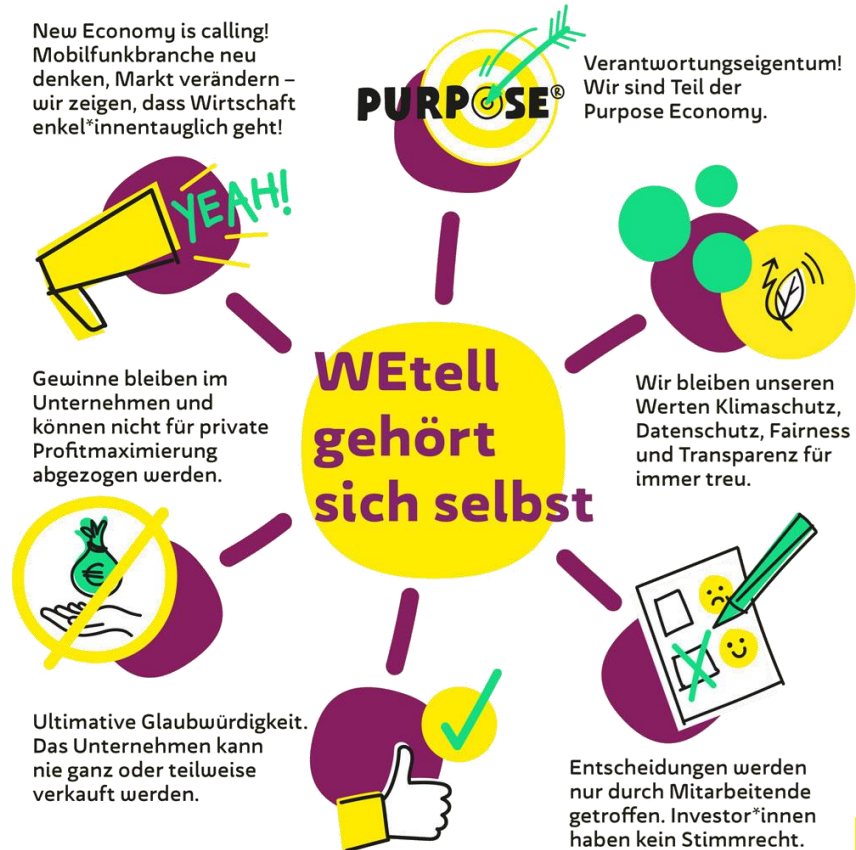 New Economy is calling!
Mobilfunkbranche neu
denken, Markt verändern –
wir zeigen, dass Wirtschaft
enkel*innentauglich geht!
YEAH!
PURPOSE®
Verantwortungseigentum!
Wir sind Teil der
Purpose Economy.
WEtell
gehört
sich selbst
Wir bleiben unseren
Werten Klimaschutz,
Datenschutz, Fairness
und Transparenz für
immer treu.
Gewinne bleiben im
Unternehmen und
können nicht für private
Profitmaximierung
abgezogen werden.
€
Ultimative Glaubwürdigkeit.
Das Unternehmen kann
nie ganz oder teilweise
verkauft werden.
Entscheidungen werden
nur durch Mitarbeitende
getroffen. Investor*innen
haben kein Stimmrecht.